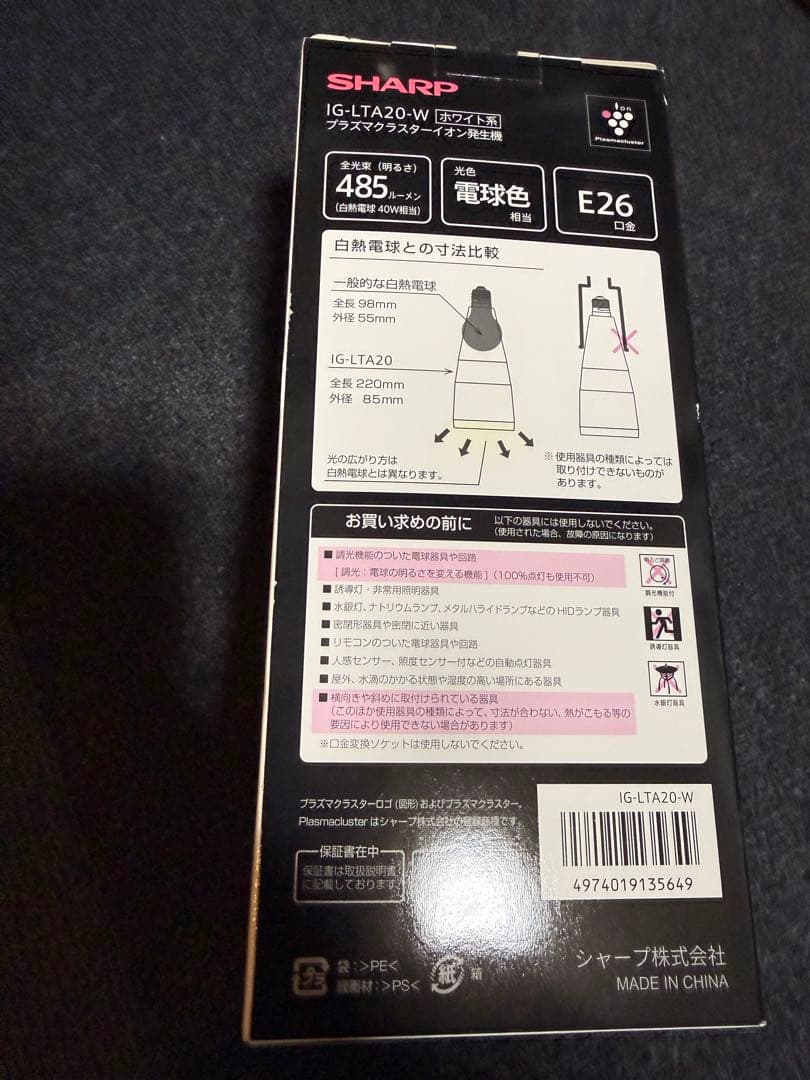 SHARP
IG-LTA20-W ホワイト系
プラズマクラスターイオン発生機
Ion
Plasmacluster
全光束（明るさ）
485ルーメン
(白熱電球 40W相当)
光色
電球色
相当
E26
口金
白熱電球との寸法比較
一般的な白熱電球
全長 98mm
外径 55mm
IG-LTA20
全長 220mm
外径 85mm
光の広がり方は
白熱電球とは異なります。
※使用器具の種類によっては
取り付けできないものが
あります。
お買い求めの前に
以下の器具には使用しないでください。
(使用された場合、故障の原因になります)
■調光機能のついた電球器具や回路
[調光：電球の明るさを変える機能]（100%点灯も使用不可）
■誘導灯・非常用照明器具
■水銀灯、ナトリウムランプ、メタルハライドランプなどの HIDランプ器具
■密閉形器具や密閉に近い器具
■リモコンのついた電球器具や回路
■人感センサー、照度センサー付などの自動点灯器具
■屋外、水滴のかかる状態や湿度の高い場所にある器具
■横向きや斜めに取付けられている器具
（このほか使用器具の種類によって、寸法が合わない、熱がこもる等の
要因により使用できない場合があります）
※口金変換ソケットは使用しないでください。
明るさ調節
調光機能付
誘導灯器具
水銀灯器具
プラズマクラスターロゴ（図形）およびプラズマクラスター、
Plasmacluster はシャープ株式会社の登録商標です。
保証書在中
保証書は取扱説明書
に記載しております。
IG-LTA20-W
4974019135649
プラ
袋:>PE<
緩衝材:>PS<
紙
箱
シャープ株式会社
MADE IN CHINA